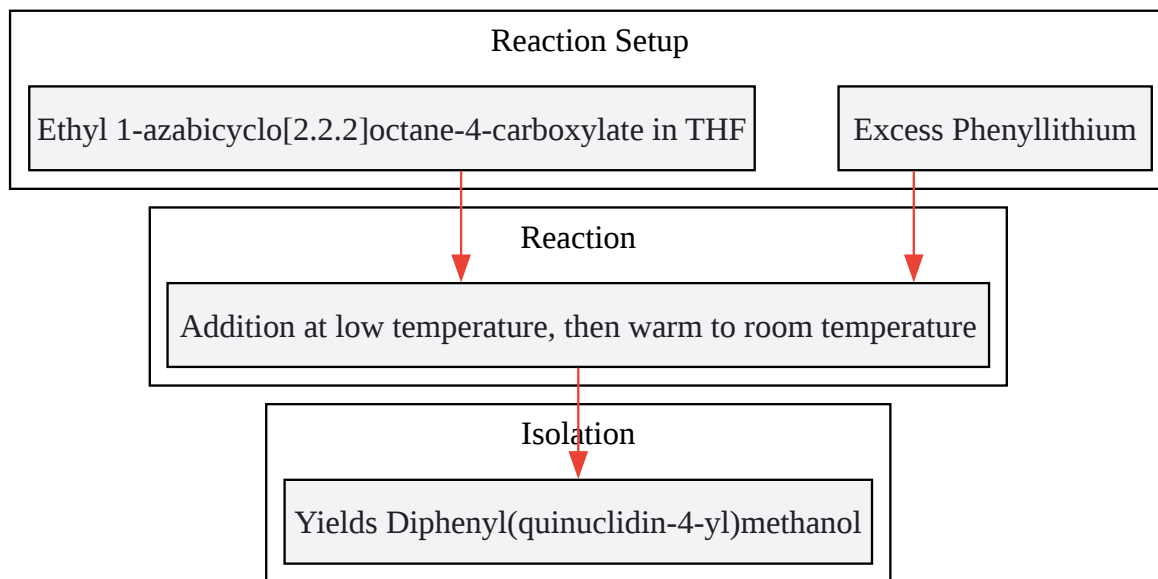 Reaction Setup
Ethyl 1-azabicyclo[2.2.2]octane-4-carboxylate in THF
Excess Phenyllithium
Reaction
Addition at low temperature, then warm to room temperature
Isolation
Yields Diphenyl(quinuclidin-4-yl)methanol